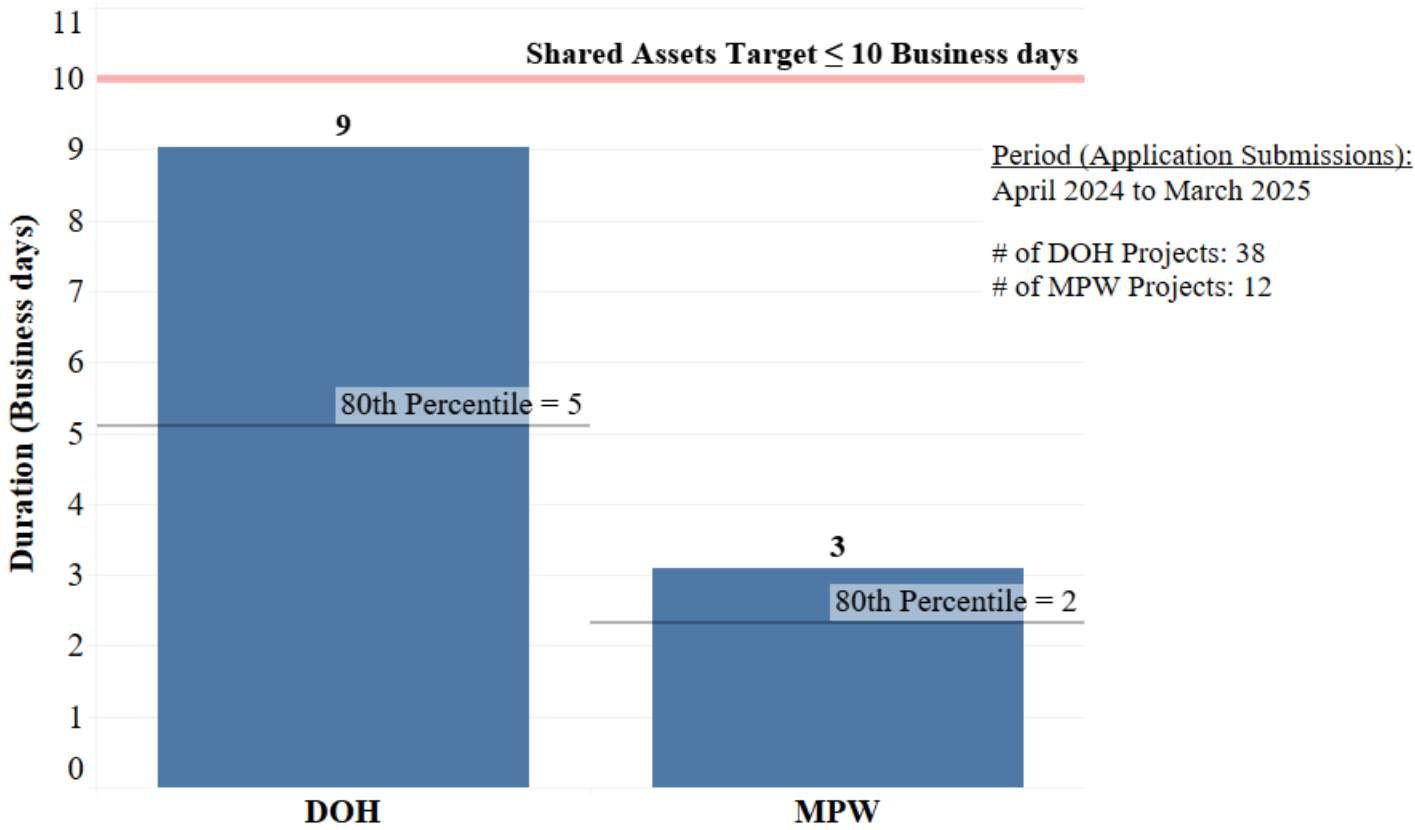 11
Shared Assets Target ≤ 10 Business days
10
9
9
Period (Application Submissions):
April 2024 to March 2025
8
# of DOH Projects: 38
7
# of MPW Projects: 12
6
80th Percentile = 5
5
4
3
3
80th Percentile = 2
2
1
0
Duration (Business days)
DOH
MPW